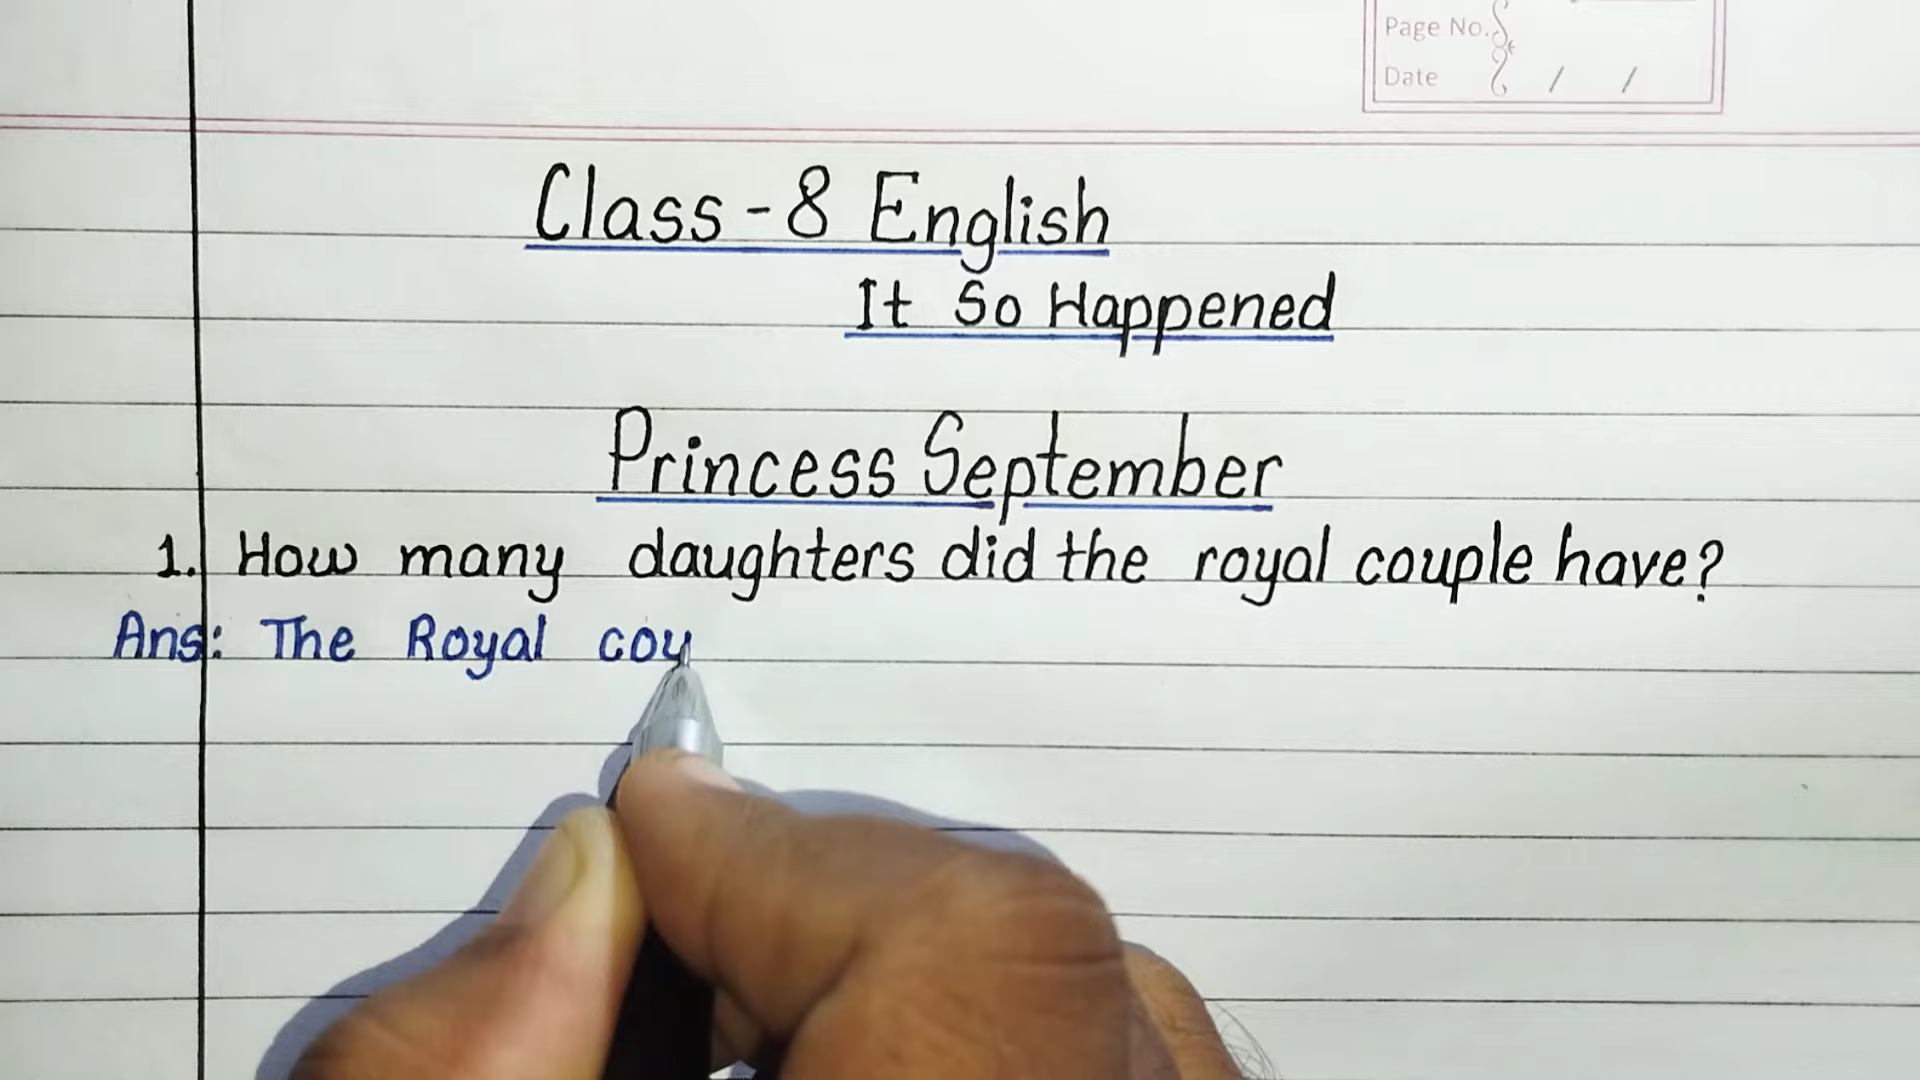 Page No.
Date / /
Class - 8 English
It So Happened
Princess September
1. How many daughters did the royal couple have?
Ans: The Royal cou